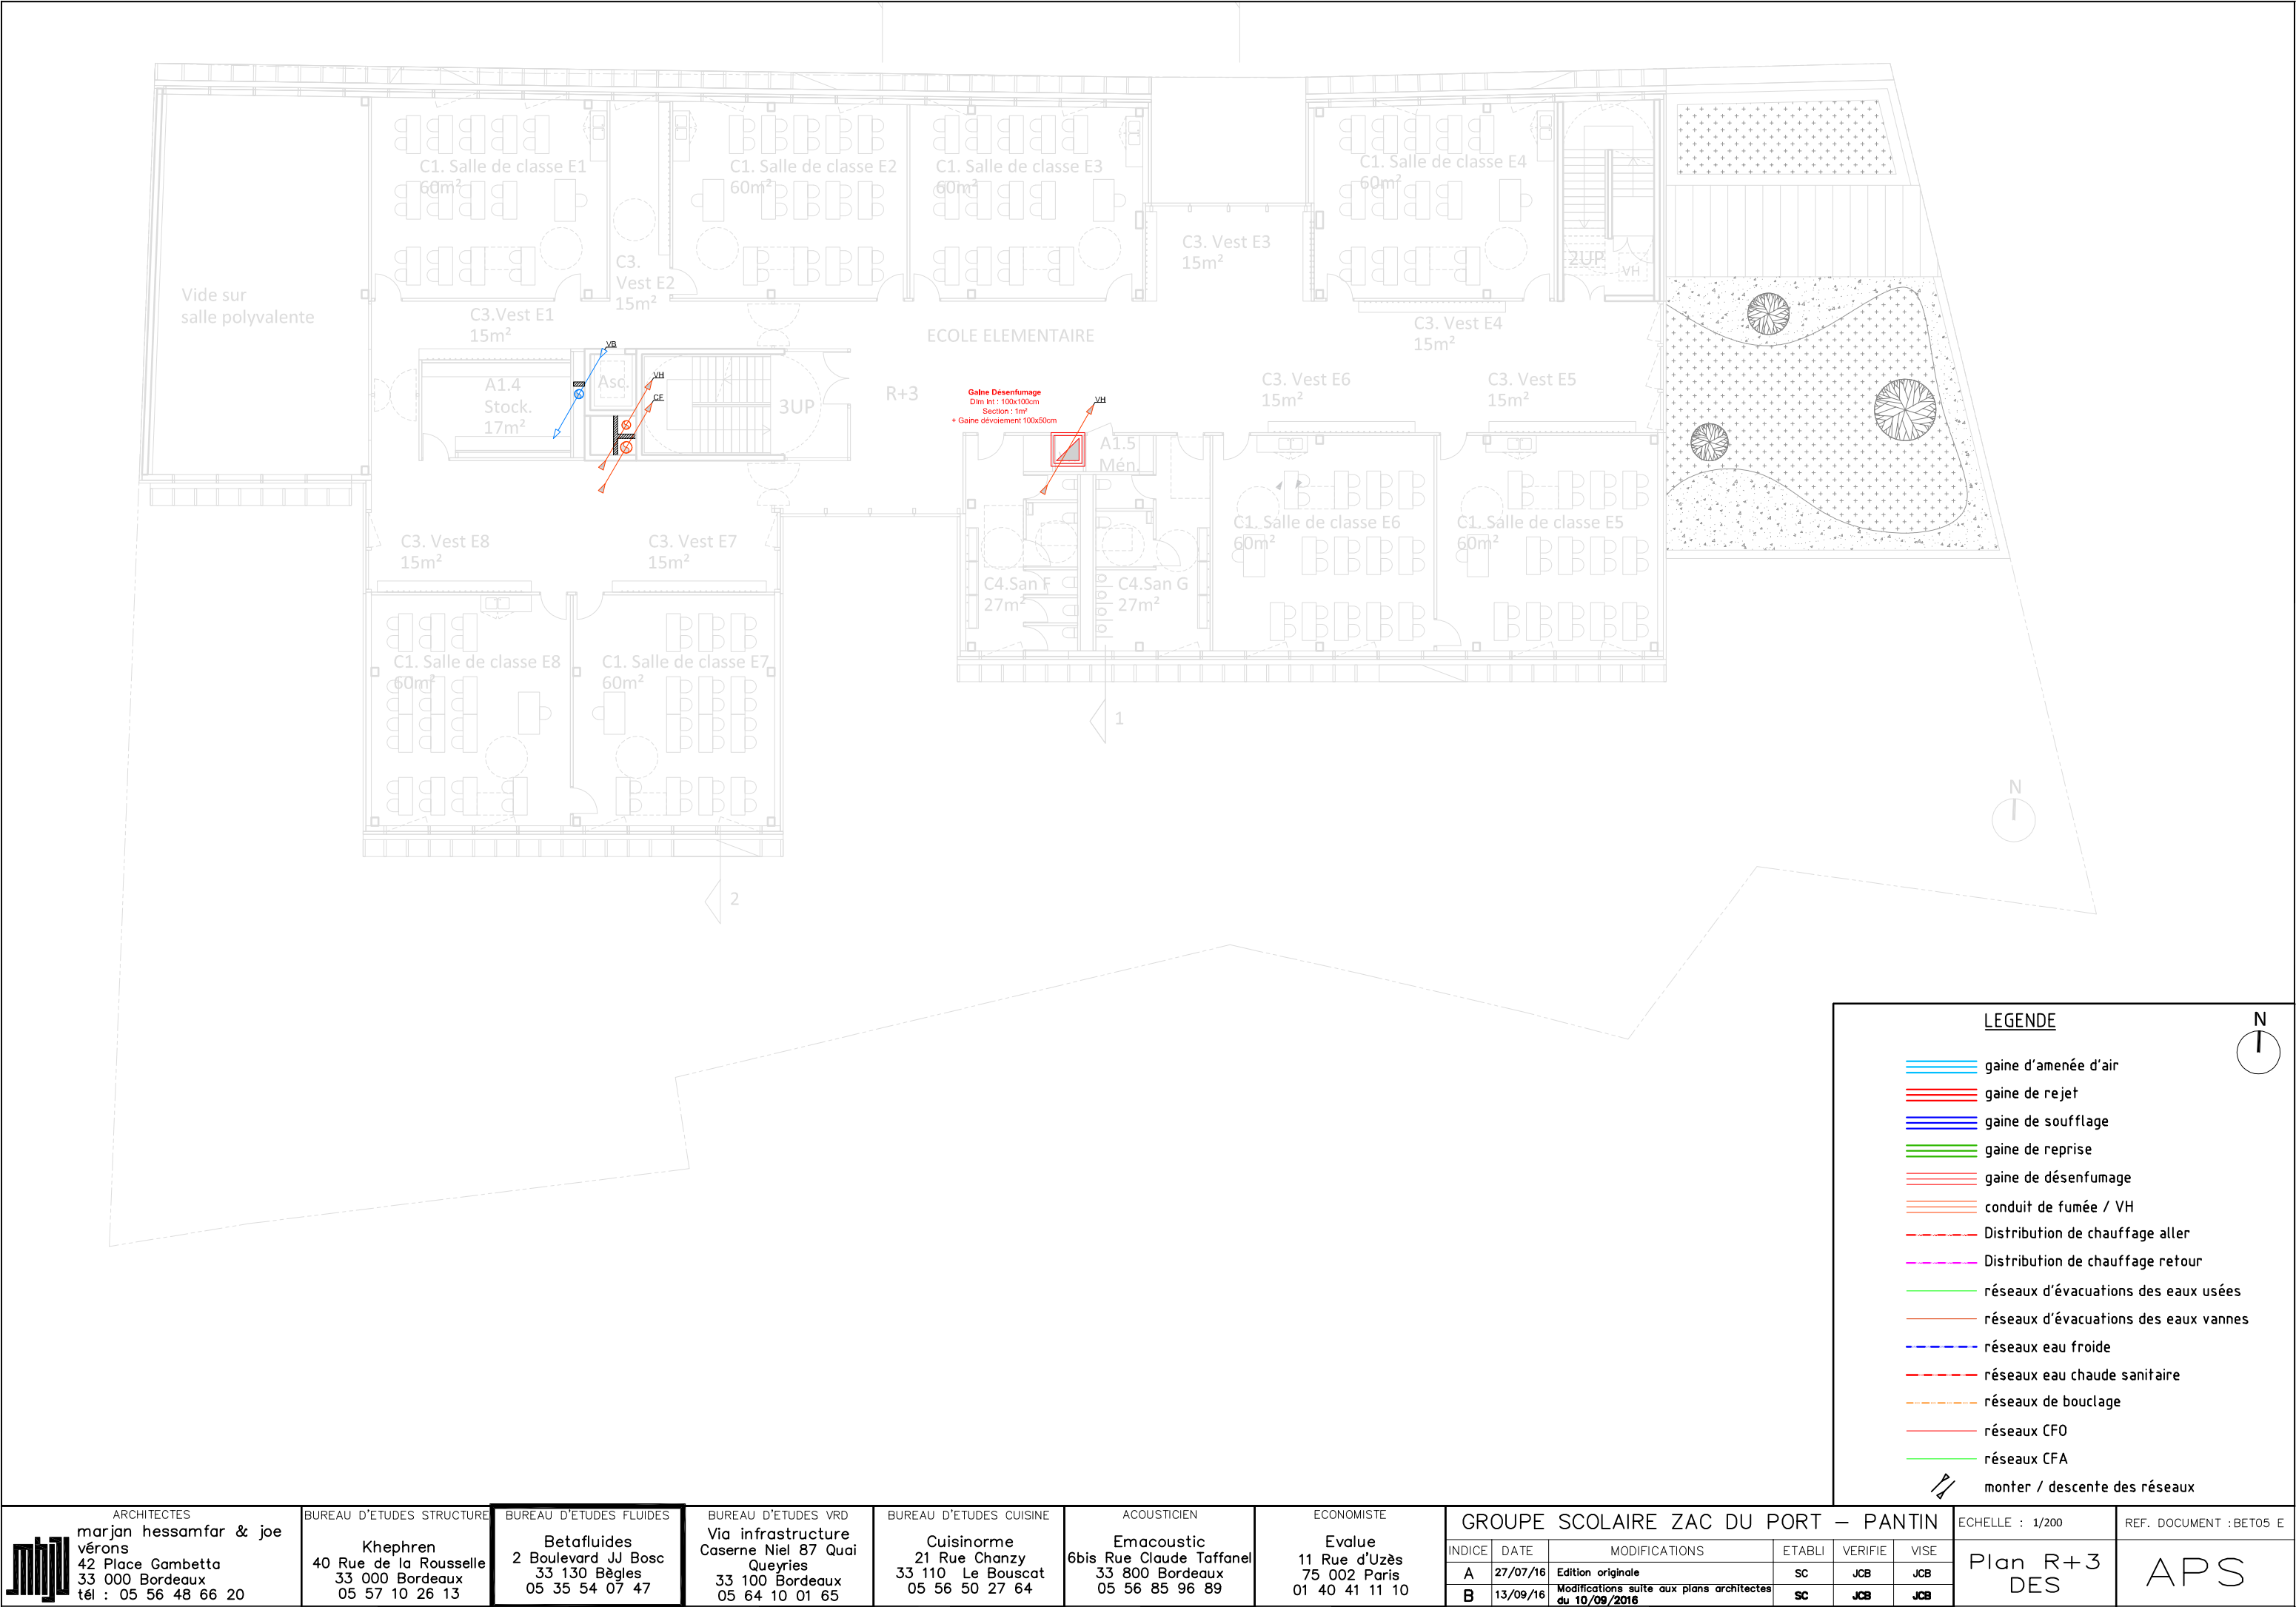 C1. Salle de classe E1
60m²
C1. Salle de classe E2
60m²
C1. Salle de classe E3
60m²
C1. Salle de classe E4
60m²
C3.
Vest E2
15m²
C3. Vest E3
15m²
2UP
VH
Vide sur
salle polyvalente
C3.Vest E1
15m²
ECOLE ELEMENTAIRE
C3. Vest E4
15m²
VB
VH
CF
Asc.
A1.4
Stock.
17m²
3UP
R+3
Gaine Désenfumage
Dim Int : 100x100cm
Section : 1m²
+ Gaine dévoiement 100x50cm
VH
A1.5
Mén.
C3. Vest E6
15m²
C3. Vest E5
15m²
C3. Vest E8
15m²
C3. Vest E7
15m²
C4.San F
27m²
C4.San G
27m²
C1. Salle de classe E6
60m²
C1. Salle de classe E5
60m²
C1. Salle de classe E8
60m²
C1. Salle de classe E7
60m²
1
2
N
LEGENDE
N
gaine d'amenée d'air
gaine de rejet
gaine de soufflage
gaine de reprise
gaine de désenfumage
conduit de fumée / VH
Distribution de chauffage aller
Distribution de chauffage retour
réseaux d'évacuations des eaux usées
réseaux d'évacuations des eaux vannes
réseaux eau froide
réseaux eau chaude sanitaire
réseaux de bouclage
réseaux CFO
réseaux CFA
monter / descente des réseaux
ARCHITECTES
marjan hessamfar & joe
vérons
42 Place Gambetta
33 000 Bordeaux
tél : 05 56 48 66 20
BUREAU D'ETUDES STRUCTURE
Khephren
40 Rue de la Rousselle
33 000 Bordeaux
05 57 10 26 13
BUREAU D'ETUDES FLUIDES
Betafluides
2 Boulevard JJ Bosc
33 130 Bègles
05 35 54 07 47
BUREAU D'ETUDES VRD
Via infrastructure
Caserne Niel 87 Quai
Queyries
33 100 Bordeaux
05 64 10 01 65
BUREAU D'ETUDES CUISINE
Cuisinorme
21 Rue Chanzy
33 110 Le Bouscat
05 56 50 27 64
ACOUSTICIEN
Emacoustic
6bis Rue Claude Taffanel
33 800 Bordeaux
05 56 85 96 89
ECONOMISTE
Evalue
11 Rue d'Uzès
75 002 Paris
01 40 41 11 10
GROUPE SCOLAIRE ZAC DU PORT – PANTIN
INDICE DATE MODIFICATIONS ETABLI VERIFIE VISE
A 27/07/16 Edition originale SC JCB JCB
B 13/09/16 Modifications suite aux plans architectes
du 10/09/2016 SC JCB JCB
ECHELLE : 1/200
Plan R+3
DES
REF. DOCUMENT :BET05 E
APS